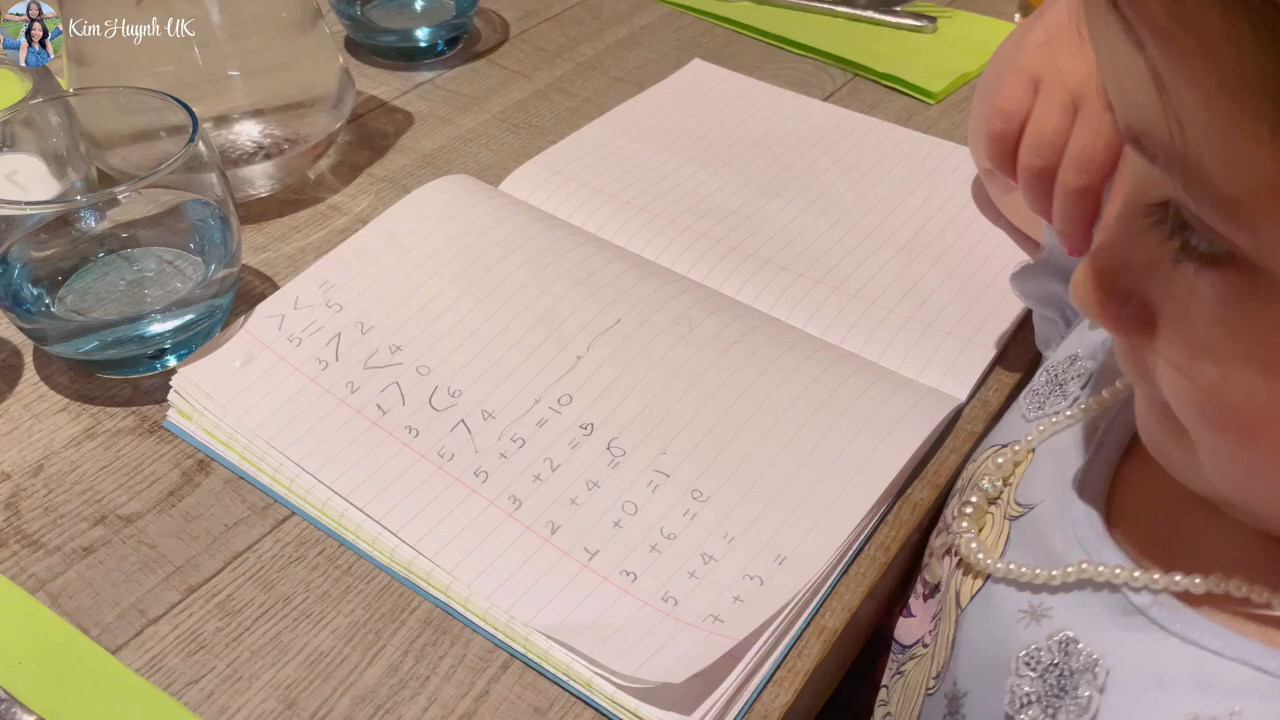 Kim Huynh UK
> < =
5 = 5
3 > 2
2 < 4
1 > 0
3 < 6
5 > 4
5 + 5 = 10
3 + 2 = 5
2 + 4 = 6
1 + 0 = 1
3 + 6 = 0
5 + 4 =
7 + 3 =